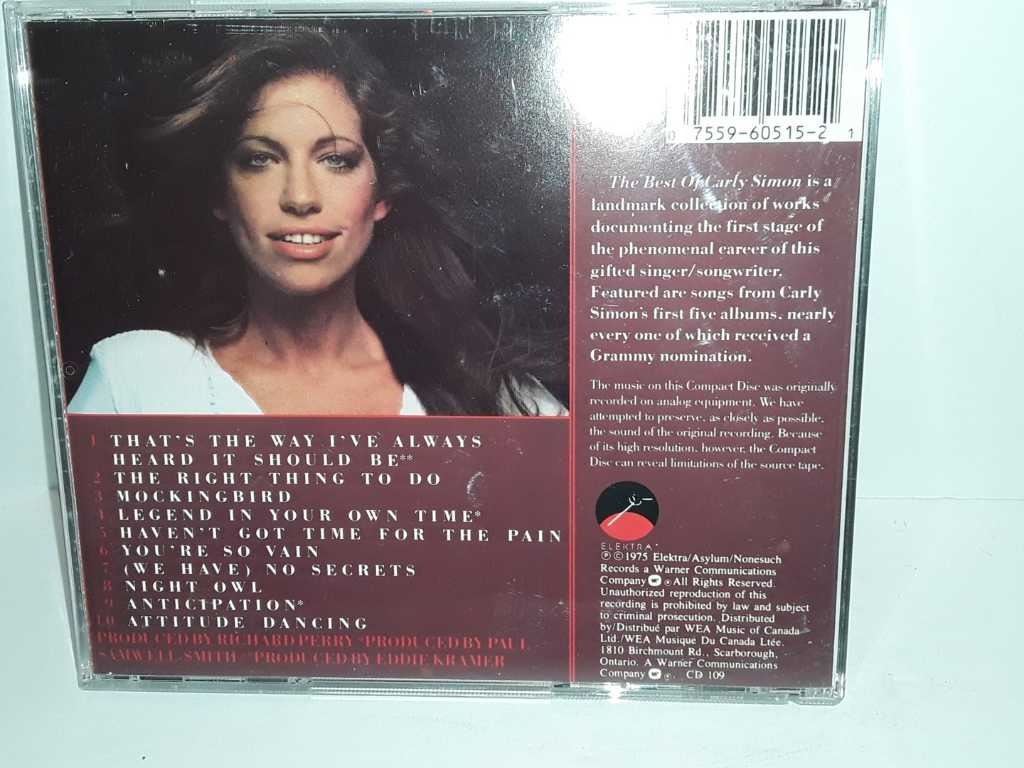 0 7559-60515-2 1
The Best Of Carly Simon is a
landmark collection of works
documenting the first stage of
the phenomenal career of this
gifted singer/songwriter.
Featured are songs from Carly
Simon's first five albums, nearly
every one of which received a
Grammy nomination.
The music on this Compact Disc was originally
recorded on analog equipment. We have
attempted to preserve, as closely as possible,
the sound of the original recording. Because
of its high resolution, however, the Compact
Disc can reveal limitations of the source tape.
ELEKTRA
℗©1975 Elektra/Asylum/Nonesuch
Records a Warner Communications
Company ® All Rights Reserved.
Unauthorized reproduction of this
recording is prohibited by law and subject
to criminal prosecution. Distributed
by/Distribué par WEA Music of Canada
Ltd./WEA Musique Du Canada Ltée.
1810 Birchmount Rd., Scarborough
Ontario. A Warner Communications
Company ®. CD 109
1 THAT'S THE WAY I'VE ALWAYS
HEARD IT SHOULD BE**
2 THE RIGHT THING TO DO
3 MOCKINGBIRD
4 LEGEND IN YOUR OWN TIME*
5 HAVEN'T GOT TIME FOR THE PAIN
6 YOU'RE SO VAIN
7 (WE HAVE) NO SECRETS
8 NIGHT OWL
9 ANTICIPATION*
10 ATTITUDE DANCING
PRODUCED BY RICHARD PERRY *PRODUCED BY PAUL
SAMWELL-SMITH **PRODUCED BY EDDIE KRAMER